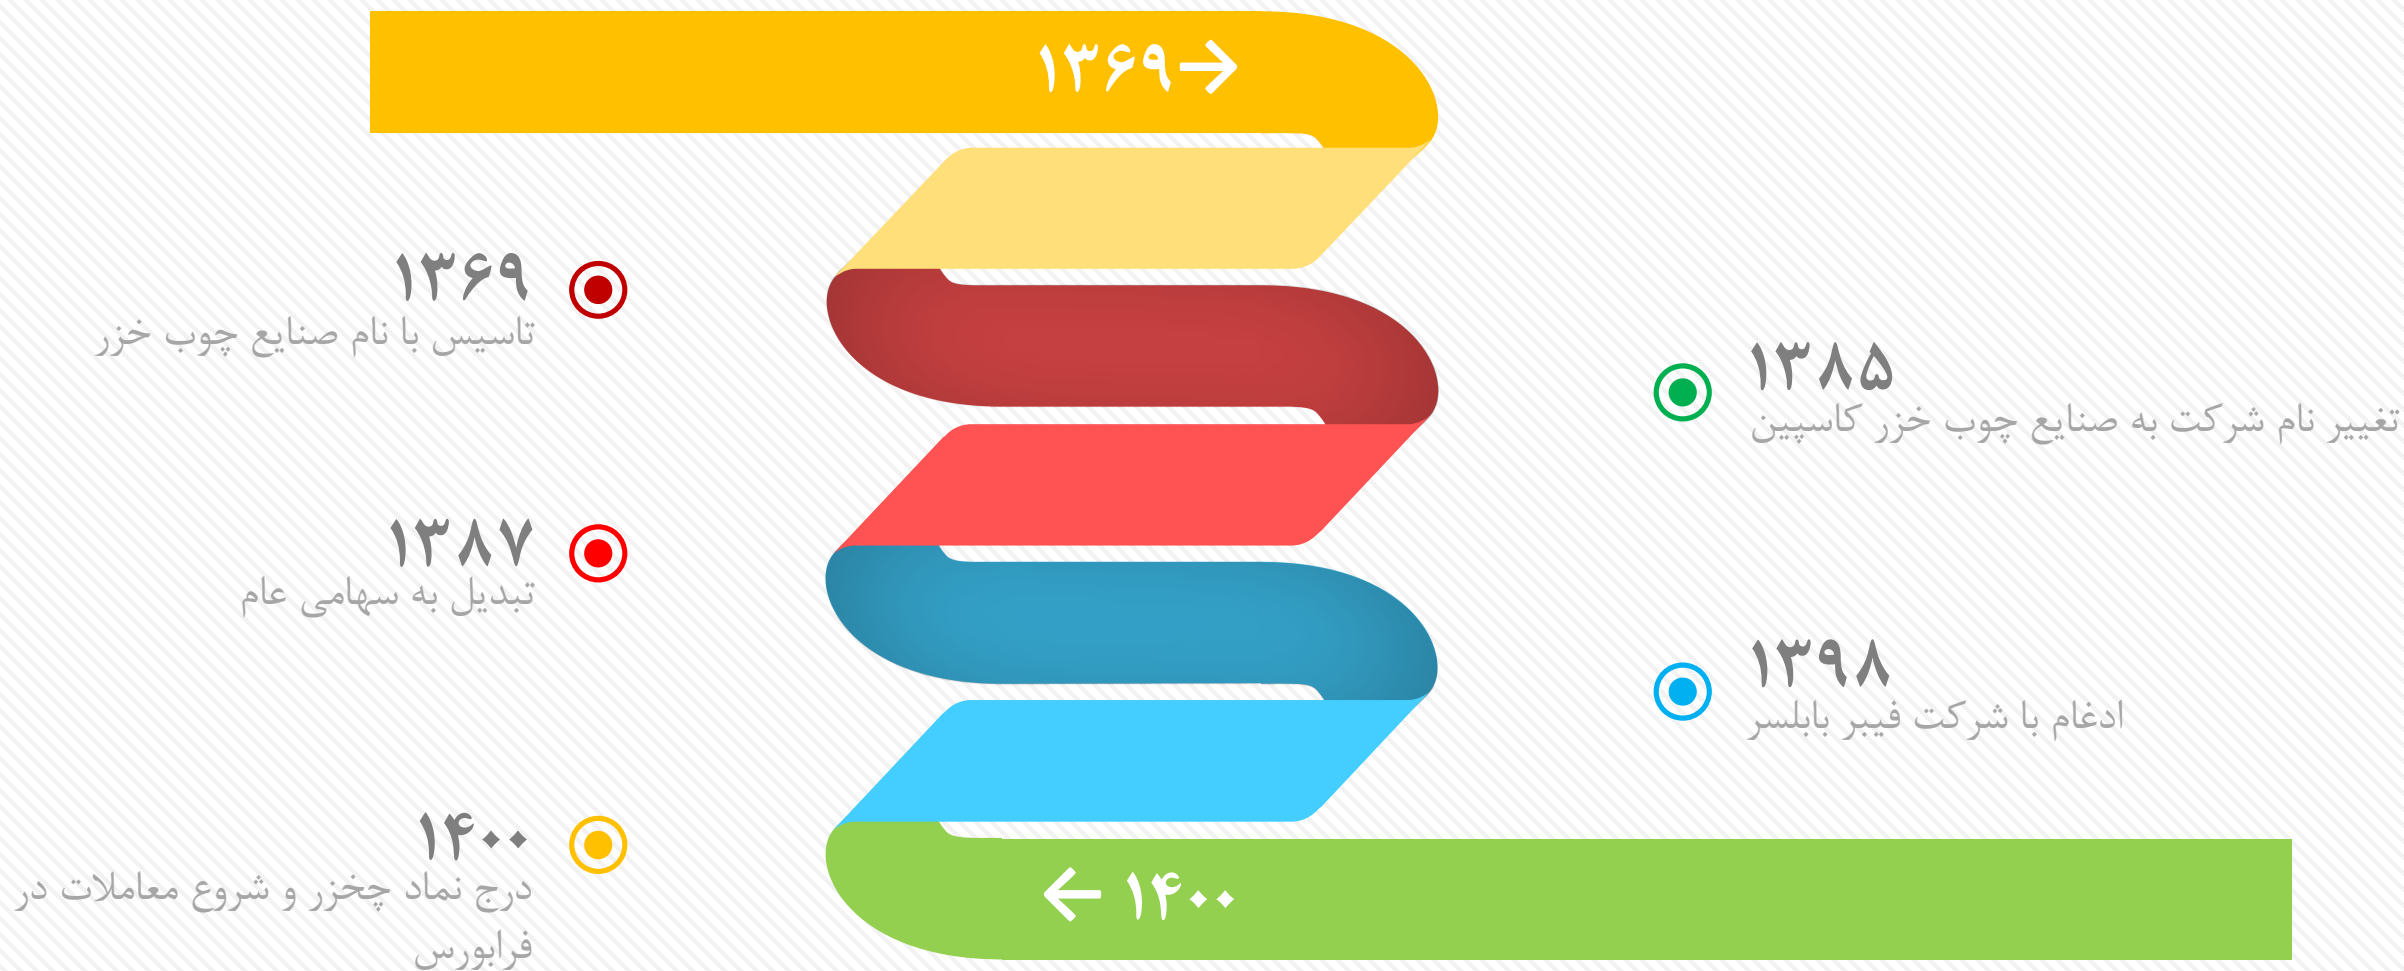 ۱۳۶۹
۱۳۶۹
تاسیس با نام صنایع چوب خزر
۱۳۸۵
تغییر نام شرکت به صنایع چوب خزر کاسپین
۱۳۸۷
تبدیل به سهامی عام
۱۳۹۸
ادغام با شرکت فیبر بابلسر
۱۴۰۰
درج نماد چخزر و شروع معاملات در
فرابورس
۱۴۰۰